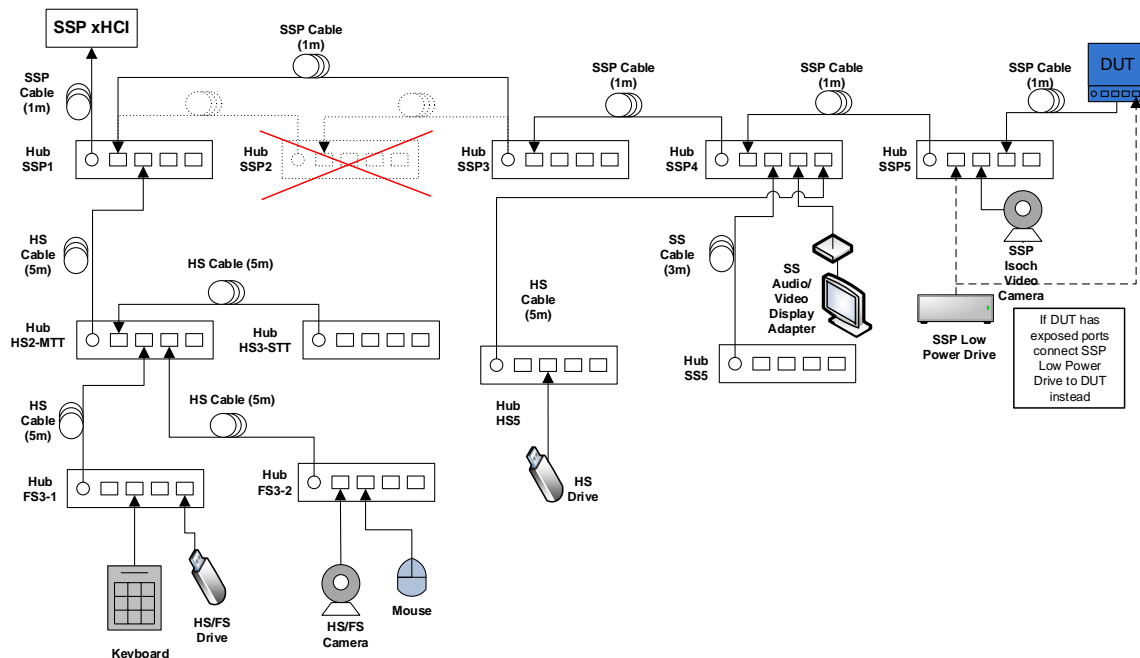 SSP xHCI
SSP Cable
(1m)
SSP
Cable
(1m)
SSP Cable
(1m)
SSP Cable
(1m)
SSP Cable
(1m)
DUT
Hub
SSP1
Hub
SSP2
Hub
SSP3
Hub
SSP4
Hub
SSP5
HS
Cable
(5m)
HS Cable (5m)
SS
Cable
(3m)
HS
Cable
(5m)
SS
Audio/
Video
Display
Adapter
SSP
Isoch
Video
Camera
SSP Low
Power Drive
If DUT has
exposed ports
connect SSP
Low Power
Drive to DUT
instead
Hub
HS2-MTT
Hub
HS3-STT
Hub
HS5
Hub
SS5
HS
Cable
(5m)
HS Cable (5m)
Hub
FS3-1
Hub
FS3-2
HS
Drive
Keyboard
HS/FS
Drive
HS/FS
Camera
Mouse